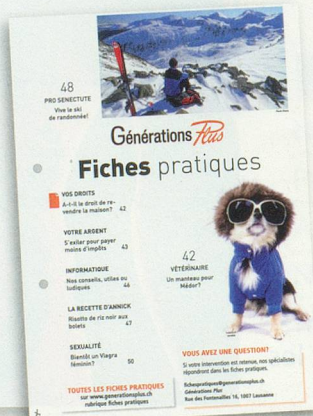 48
PRO SENECTUTE
Vive le ski
de randonnée!
Générations Plus
Fiches pratiques
VOS DROITS
A-t-il le droit de re-
vendre la maison? 42
VOTRE ARGENT
S'exiler pour payer
moins d'impôts 43
INFORMATIQUE
Nos conseils, utiles ou
ludiques 46
LA RECETTE D'ANNICK
Risotto de riz noir aux
bolets 47
SEXUALITÉ
Bientôt un Viagra
féminin? 50
TOUTES LES FICHES PRATIQUES
sur www.generationsplus.ch
rubrique fiches pratiques
42
VÉTÉRINAIRE
Un manteau pour
Médor?
VOUS AVEZ UNE QUESTION?
Si votre intervention est retenue, nos spécialistes
répondront dans les fiches pratiques.
fichespratiques@generationsplus.ch
Générations Plus
Rue des Fontenailles 16, 1007 Lausanne